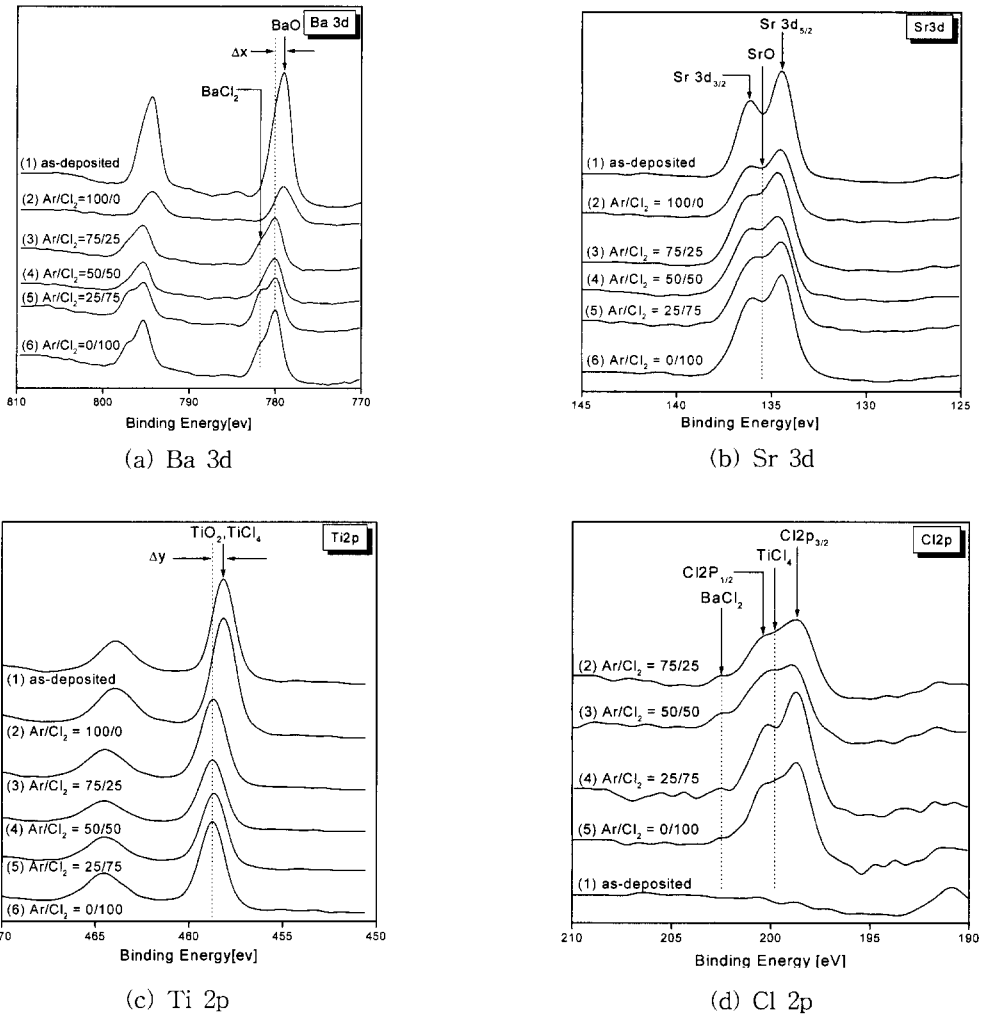 Ba 3d
BaO
Δx
BaCl₂
(1) as-deposited
(2) Ar/Cl₂=100/0
(3) Ar/Cl₂=75/25
(4) Ar/Cl₂=50/50
(5) Ar/Cl₂=25/75
(6) Ar/Cl₂=0/100
810 800 790 780 770
Binding Energy[ev]
(a) Ba 3d
Sr3d
Sr 3d₅/₂
SrO
Sr 3d₃/₂
(1) as-deposited
(2) Ar/Cl₂ = 100/0
(3) Ar/Cl₂ = 75/25
(4) Ar/Cl₂ = 50/50
(5) Ar/Cl₂ = 25/75
(6) Ar/Cl₂ = 0/100
145 140 135 130 125
Binding Energy[ev]
(b) Sr 3d
Ti2p
TiO₂,TiCl₄
Δy
(1) as-deposited
(2) Ar/Cl₂ = 100/0
(3) Ar/Cl₂ = 75/25
(4) Ar/Cl₂ = 50/50
(5) Ar/Cl₂ = 25/75
(6) Ar/Cl₂ = 0/100
70 465 460 455 450
Binding Energy[ev]
(c) Ti 2p
Cl2p
Cl2p₃/₂
TiCl₄
Cl2P₁/₂
BaCl₂
(2) Ar/Cl₂ = 75/25
(3) Ar/Cl₂ = 50/50
(4) Ar/Cl₂ = 25/75
(5) Ar/Cl₂ = 0/100
(1) as-deposited
210 205 200 195 190
Binding Energy [eV]
(d) Cl 2p